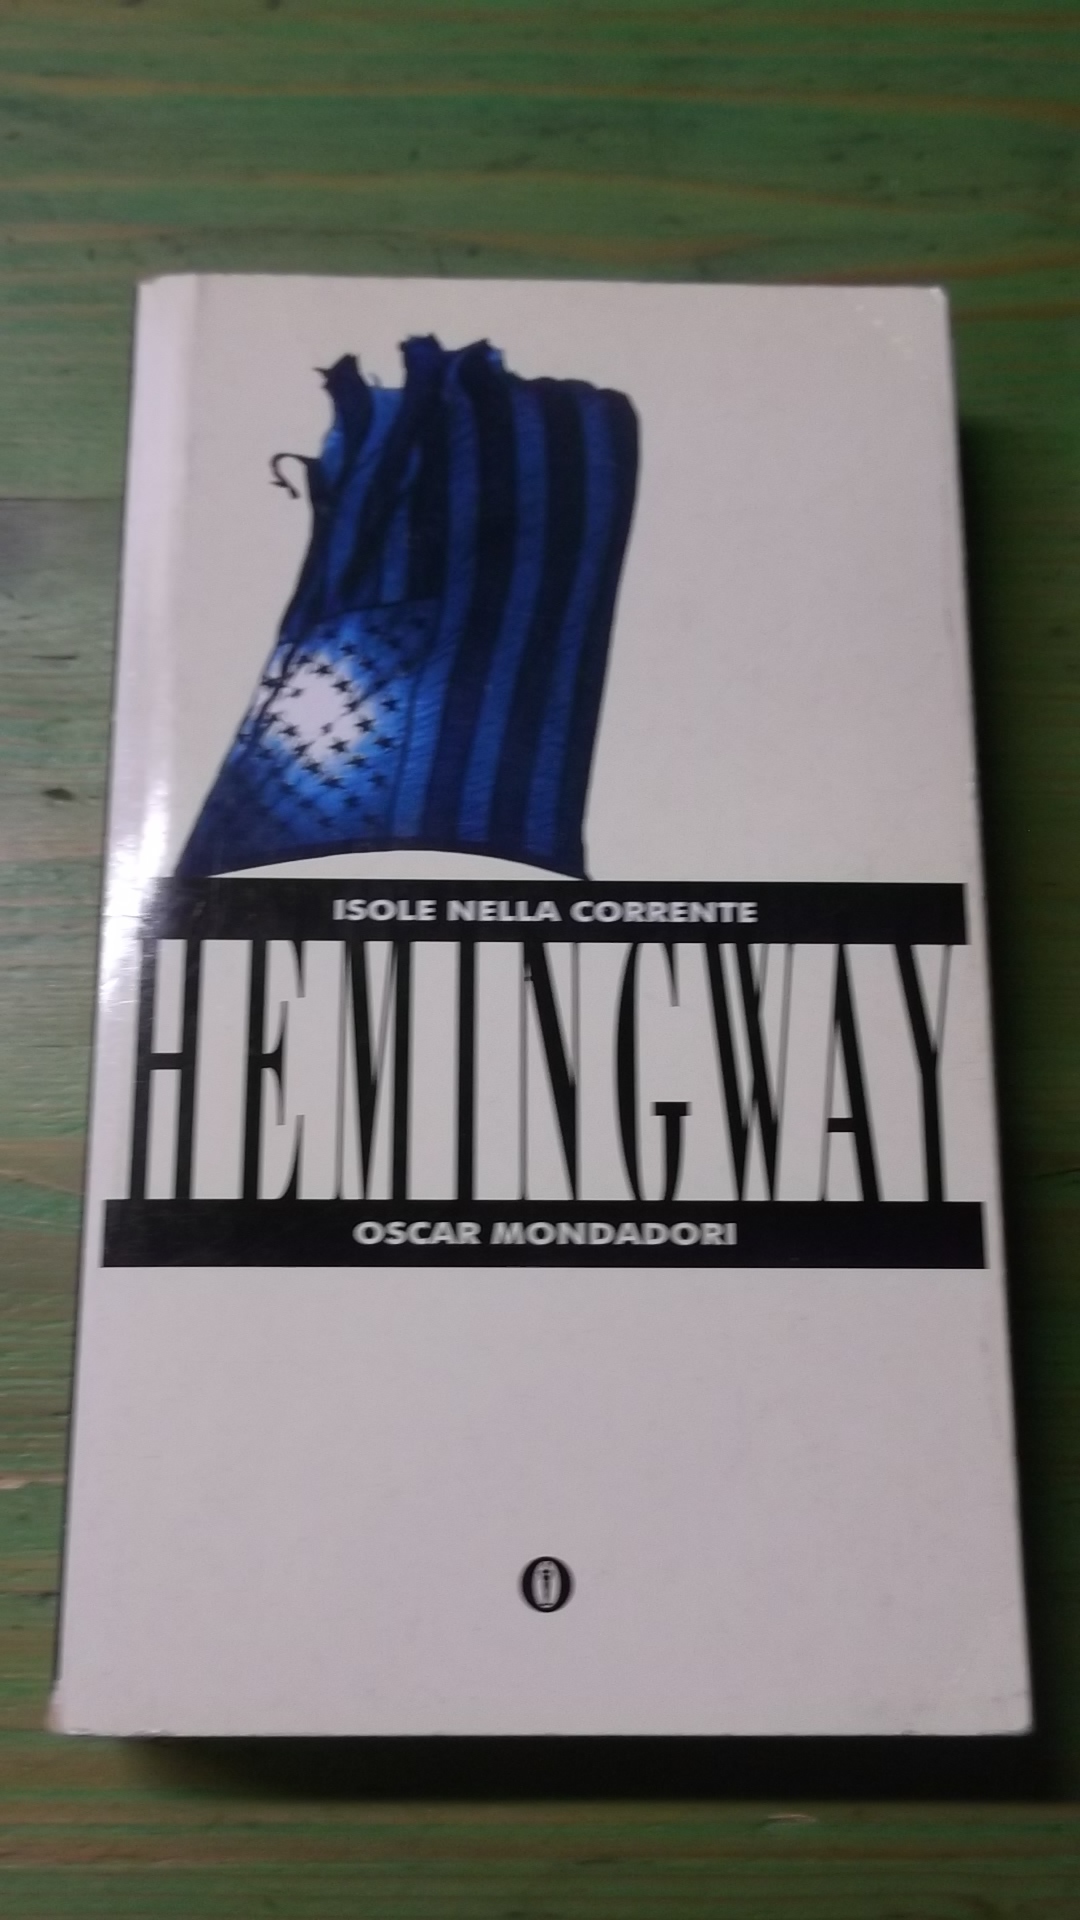 ISOLE NELLA CORRENTE
HEMINGWAY
OSCAR MONDADORI